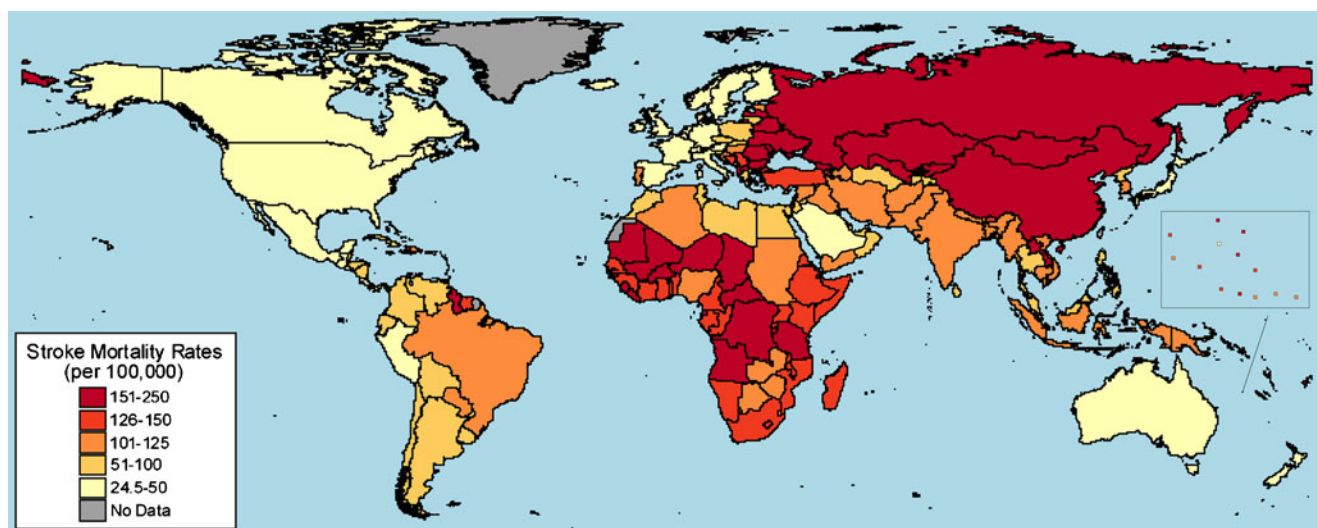 Stroke Mortality Rates
(per 100,000)
151-250
126-150
101-125
51-100
24.5-50
No Data